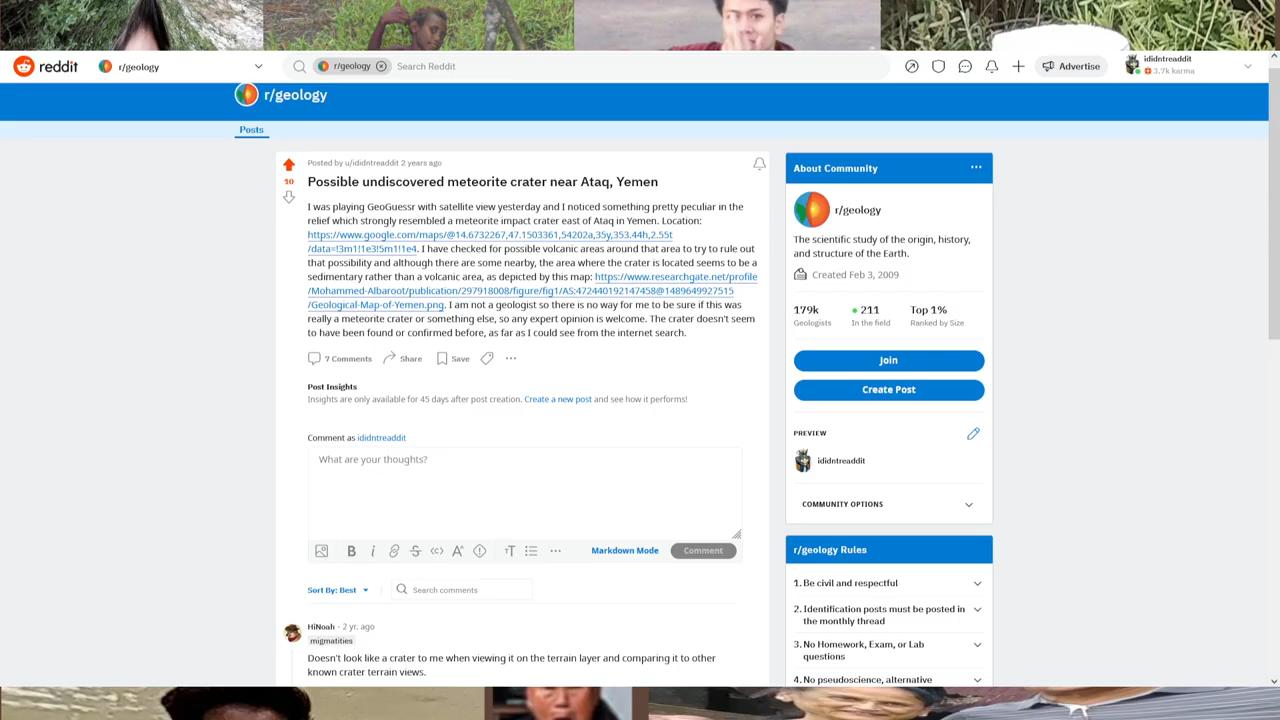 reddit
r/geology
r/geology
Search Reddit
Advertise
ididntreaddit
3.7k karma
r/geology
Posts
Posted by u/ididntreaddit 2 years ago
10
Possible undiscovered meteorite crater near Ataq, Yemen
I was playing GeoGuessr with satellite view yesterday and I noticed something pretty peculiar in the
relief which strongly resembled a meteorite impact crater east of Ataq in Yemen. Location:
https://www.google.com/maps/@14.6732267,47.1503361,54202a,35y,353.44h,2.55t
/data=!3m1!1e3!5m1!1e4. I have checked for possible volcanic areas around that area to try to rule out
that possibility and although there are some nearby, the area where the crater is located seems to be a
sedimentary rather than a volcanic area, as depicted by this map: https://www.researchgate.net/profile
/Mohammed-Albaroot/publication/297918008/figure/fig1/AS:472440192147458@1489649927515
/Geological-Map-of-Yemen.png. I am not a geologist so there is no way for me to be sure if this was
really a meteorite crater or something else, so any expert opinion is welcome. The crater doesn't seem
to have been found or confirmed before, as far as I could see from the internet search.
7 Comments
Share
Save
Post Insights
Insights are only available for 45 days after post creation. Create a new post and see how it performs!
Comment as ididntreaddit
What are your thoughts?
Markdown Mode
Comment
Sort By: Best
Search comments
HiNoah · 2 yr. ago
migmatities
Doesn't look like a crater to me when viewing it on the terrain layer and comparing it to other
known crater terrain views.
About Community
r/geology
The scientific study of the origin, history,
and structure of the Earth.
Created Feb 3, 2009
179k
211
Top 1%
Geologists
In the field
Ranked by Size
Join
Create Post
PREVIEW
ididntreaddit
COMMUNITY OPTIONS
r/geology Rules
1. Be civil and respectful
2. Identification posts must be posted in
the monthly thread
3. No Homework, Exam, or Lab
questions
4. No pseudoscience, alternative